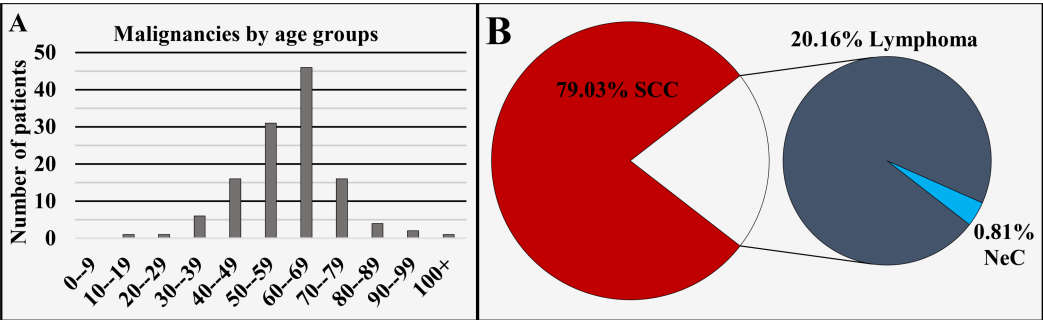 A
Malignancies by age groups
Number of patients
50
40
30
20
10
0
0--9
10--19
20--29
30--39
40--49
50--59
60--69
70--79
80--89
90--99
100+
B
20.16% Lymphoma
79.03% SCC
0.81%
NeC